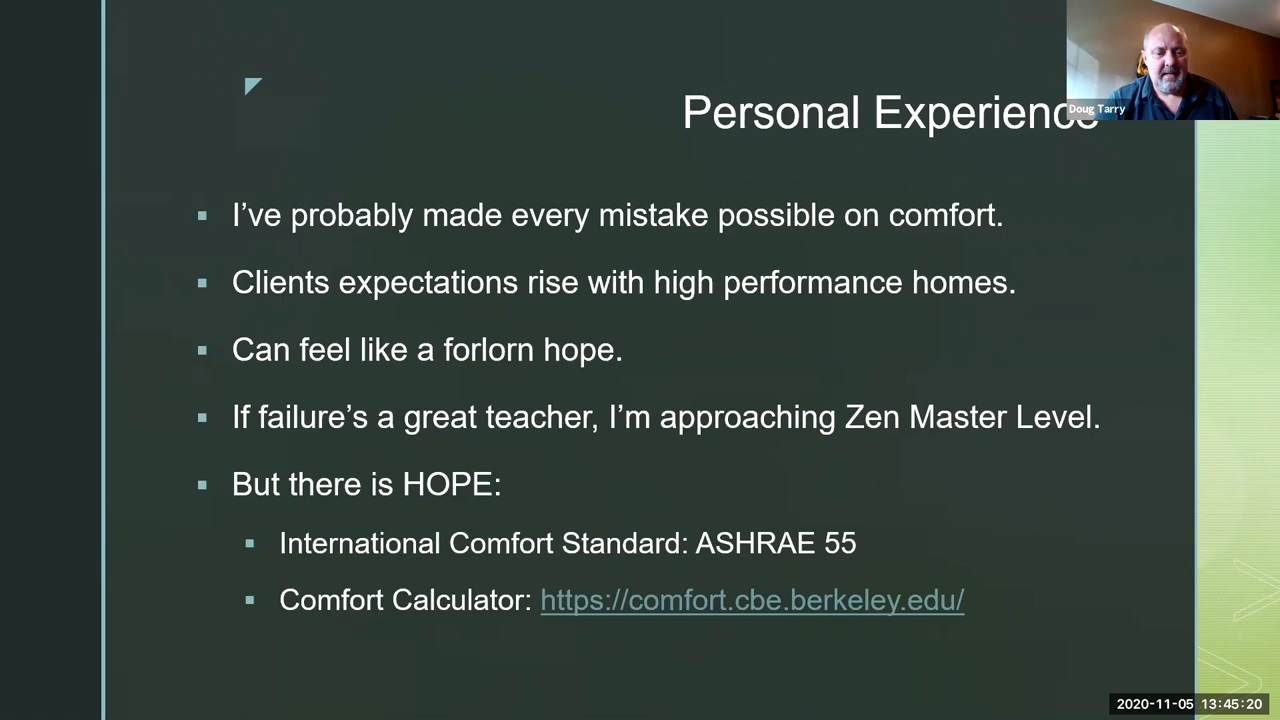 Personal Experience
Doug Tarry
I’ve probably made every mistake possible on comfort.
Clients expectations rise with high performance homes.
Can feel like a forlorn hope.
If failure’s a great teacher, I’m approaching Zen Master Level.
But there is HOPE:
International Comfort Standard: ASHRAE 55
Comfort Calculator: https://comfort.cbe.berkeley.edu/
2020-11-05 13:45:20